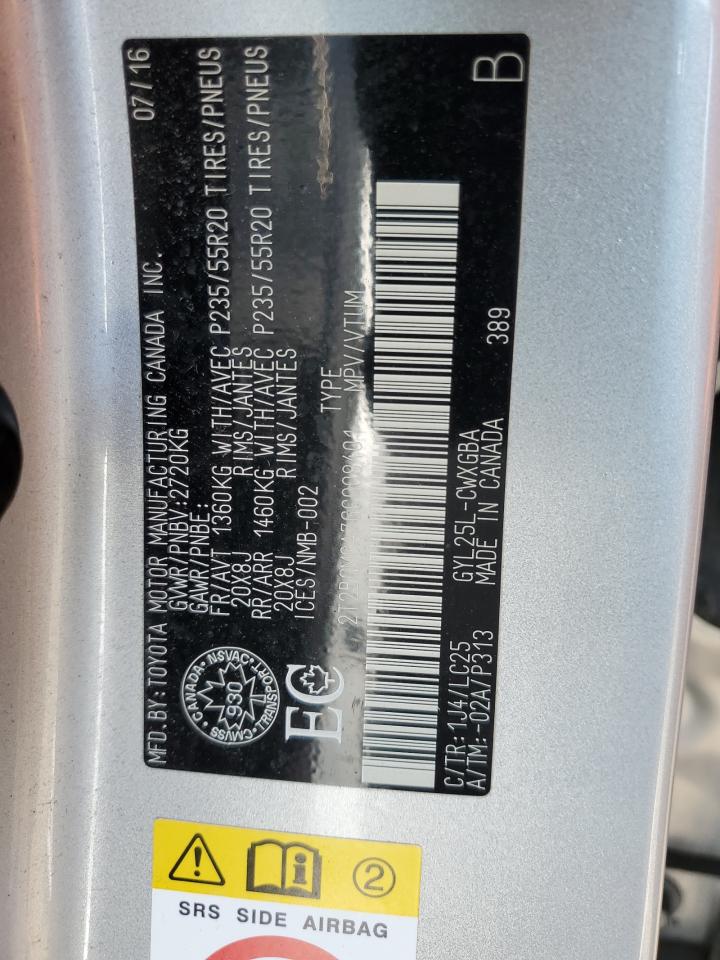 07/16
MFD.BY:TOYOTA MOTOR MANUFACTURING CANADA INC.
GVWR/PNBV:2720KG
GAWR/PNBE:
FR/AVT 1360KG WITH/AVEC P235/55R20 TIRES/PNEUS
20X8J RIMS/JANTES
RR/ARR 1460KG WITH/AVEC P235/55R20 TIRES/PNEUS
20X8J RIMS/JANTES
ICES/NMB-002
CANADA · NSVAC · TRANSPORT · CMVSS
930
EC
TYPE
MPV/VTUM
B
C/TR:1J4/LC25 GYL25L-CWXGBA
A/TM:-02A/P313 MADE IN CANADA 389
2
SRS SIDE AIRBAG